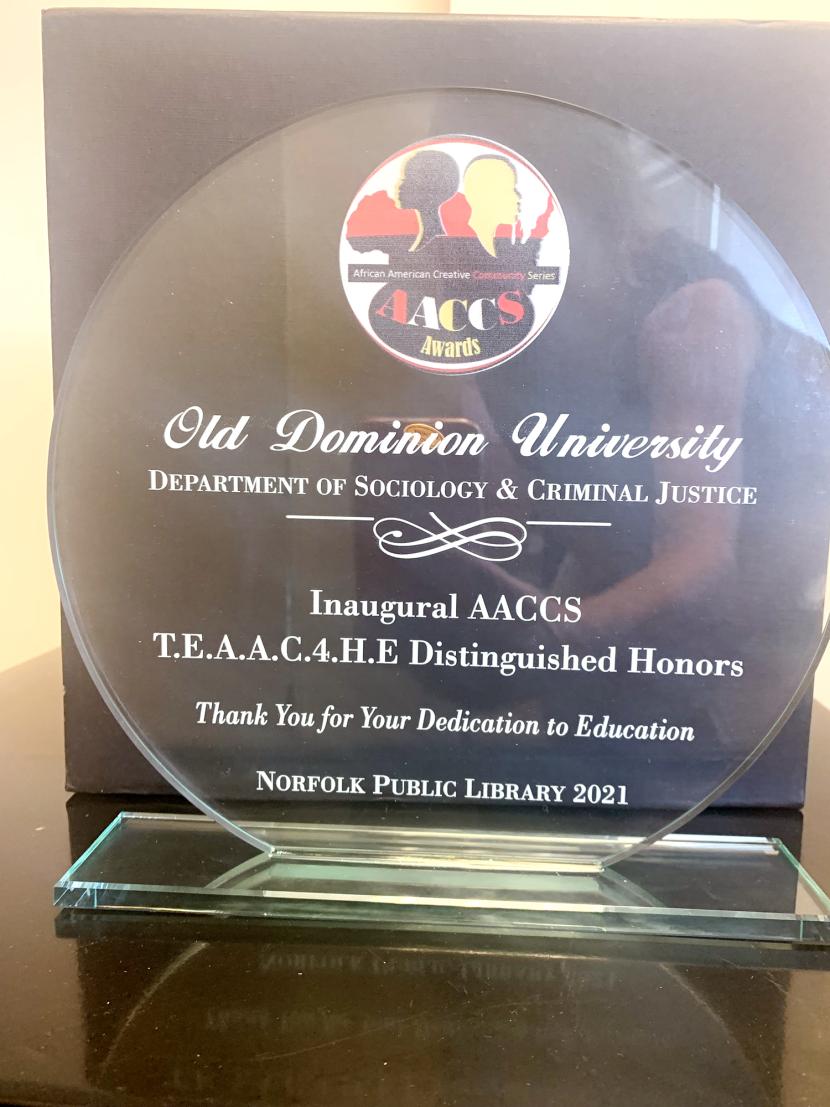 African American Creative Community Series
AACCS
Awards
Old Dominion University
DEPARTMENT OF SOCIOLOGY & CRIMINAL JUSTICE
Inaugural AACCS
T.E.A.A.C.4.H.E Distinguished Honors
Thank You for Your Dedication to Education
NORFOLK PUBLIC LIBRARY 2021